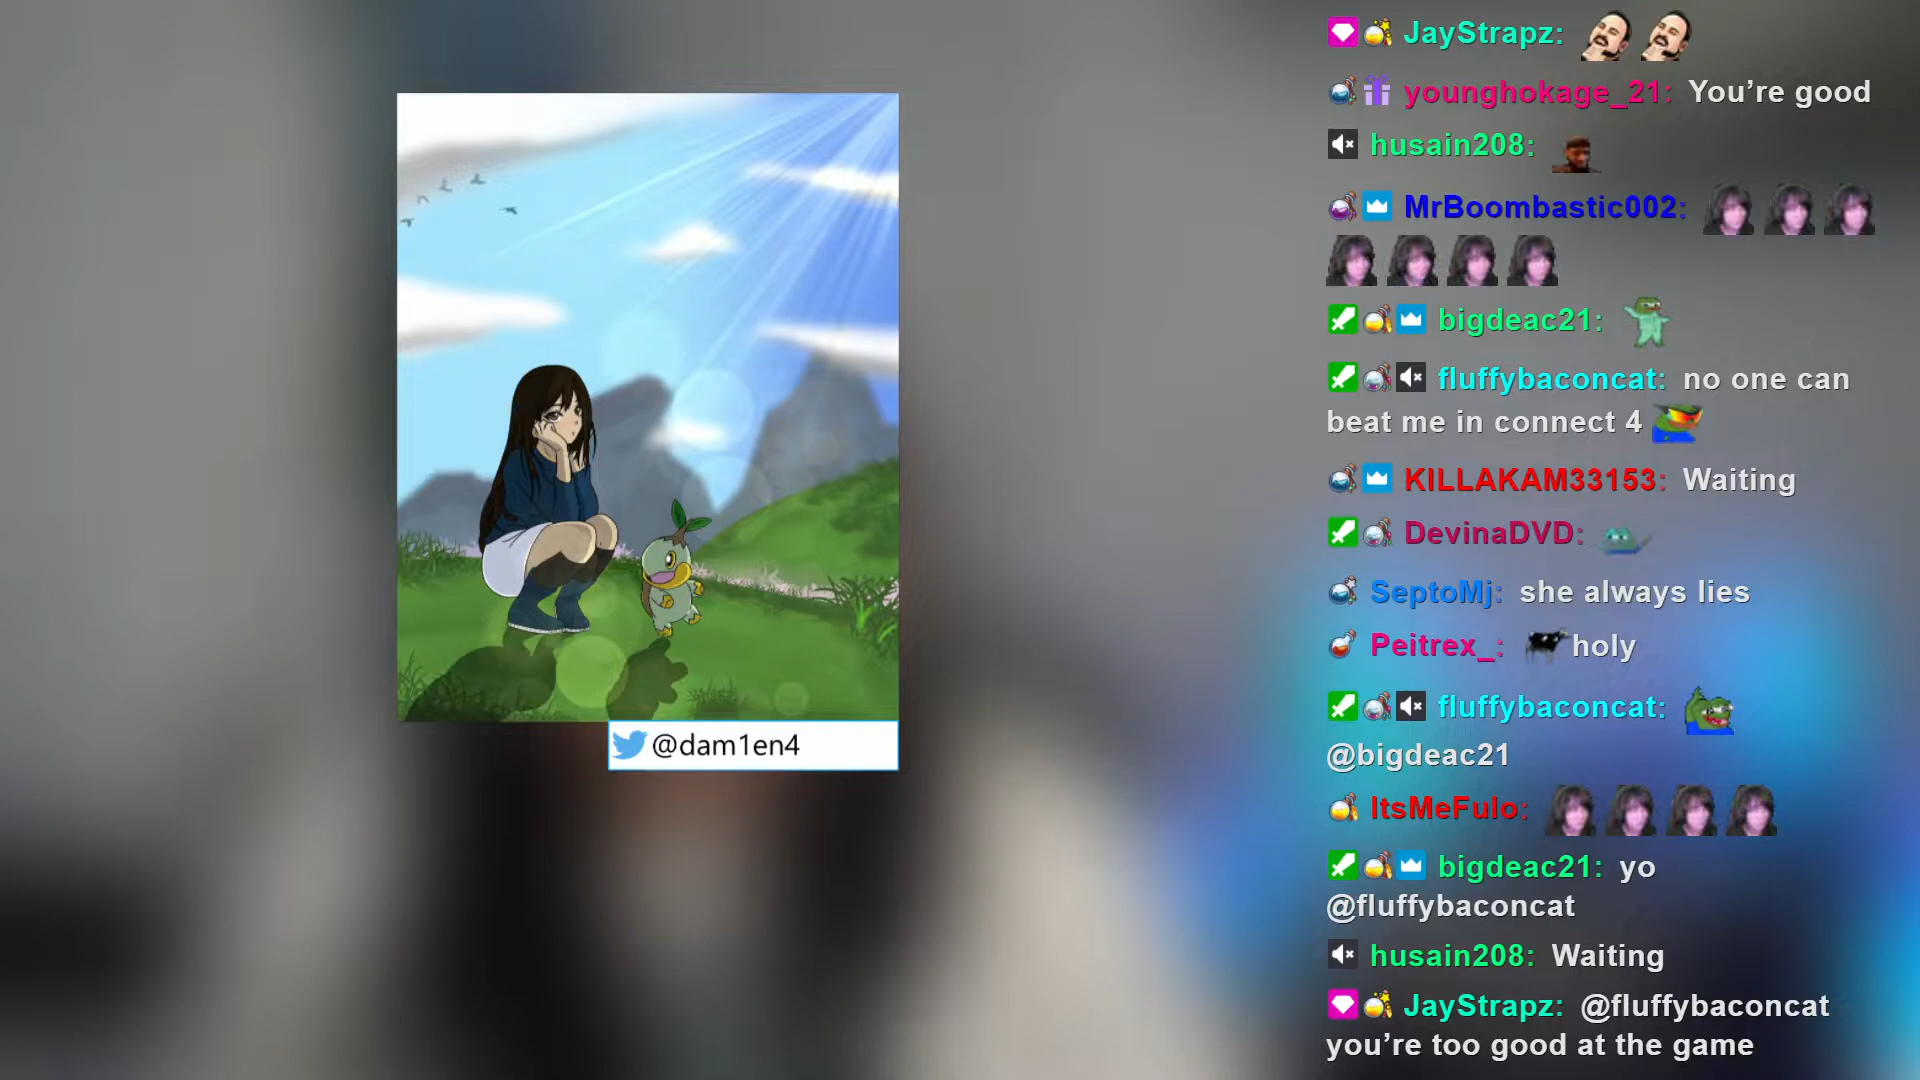 JayStrapz:
younghokage_21: You’re good
husain208:
MrBoombastic002:
bigdeac21:
fluffybaconcat: no one can
beat me in connect 4
KILLAKAM33153: Waiting
DevinaDVD:
SeptoMj: she always lies
Peitrex_: holy
fluffybaconcat:
@bigdeac21
ItsMeFulo:
bigdeac21: yo
@fluffybaconcat
husain208: Waiting
JayStrapz: @fluffybaconcat
you’re too good at the game
@dam1en4